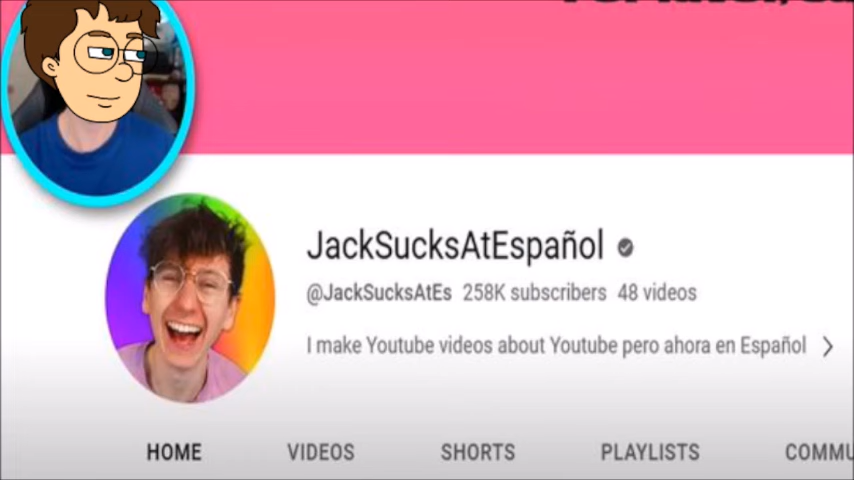 JackSucksAtEspañol
@JackSucksAtEs 258K subscribers 48 videos
I make Youtube videos about Youtube pero ahora en Español
HOME VIDEOS SHORTS PLAYLISTS COMMU